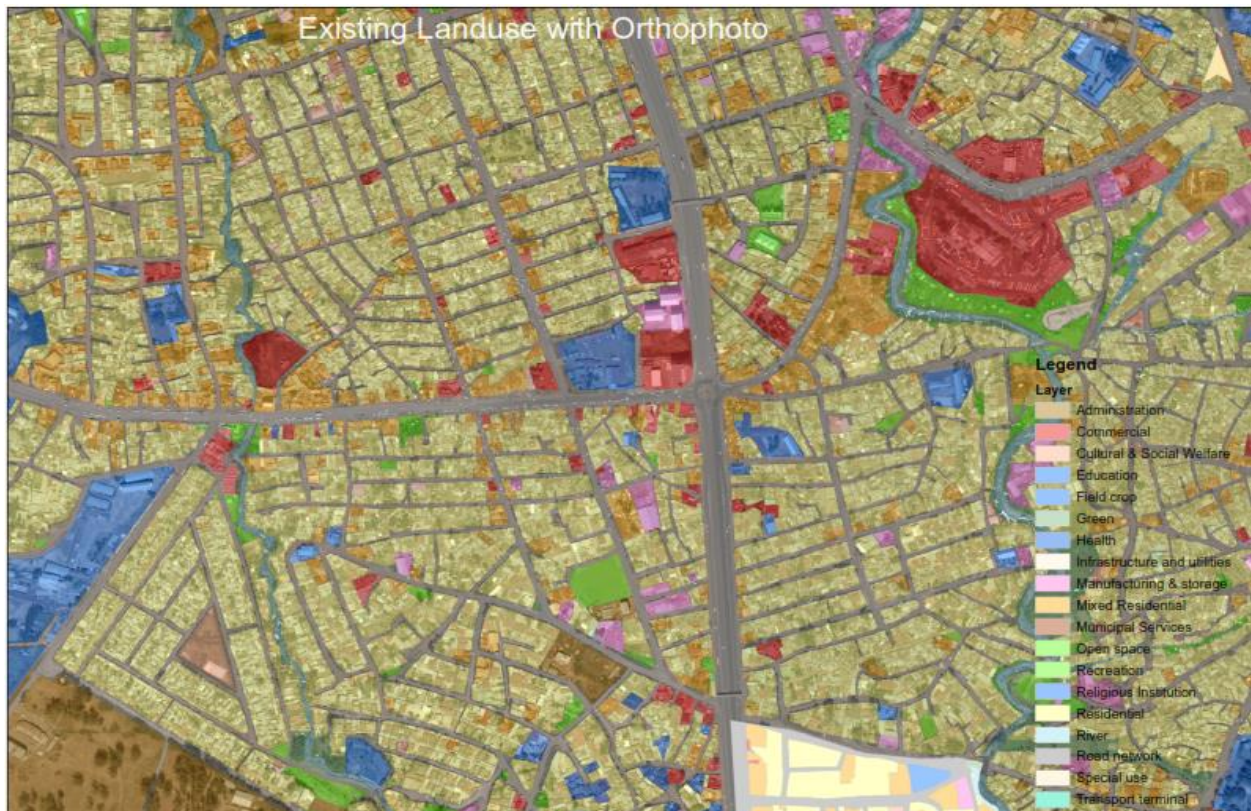 Existing Landuse with Orthophoto
Legend
Layer
Administration
Commercial
Cultural & Social Welfare
Education
Field crop
Green
Health
Infrastructure and utilities
Manufacturing & storage
Mixed Residential
Municipal Services
Open space
Recreation
Religious Institution
Residential
River
Road network
Special use
Transport terminal